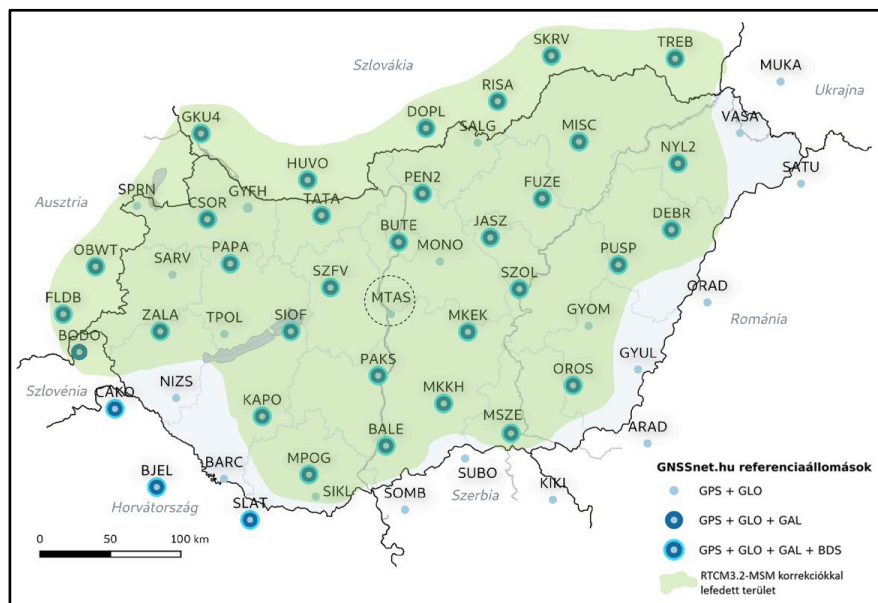 SKRV
TREB
Szlovákia
MUKA
RISA
Ukrajna
GKU4
DOPL
VASA
SALG
MISC
HUVO
NYL2
SATU
PEN2
SPRN
FUZE
Ausztria
CSOR
GYFH
TATA
DEBR
BUTE
JASZ
OBWT
PAPA
MONO
PUSP
SARV
SZFV
SZOL
FLDB
MTAS
ORAD
ZALA
TPOL
SIOF
MKEK
GYOM
Románia
BODO
GYUL
PAKS
OROS
NIZS
Szlovénia
CAKO
KAPO
MKKH
MSZE
BALE
ARAD
BJEL
BARC
MPOG
SUBO
GNSSnet.hu referenciaállomások
KIKI
SIKL
SOMB
Szerbia
GPS + GLO
SLAT
Horvátország
GPS + GLO + GAL
0 50 100 km
GPS + GLO + GAL + BDS
RTCM3.2-MSM korrekciókkal
lefedett terület